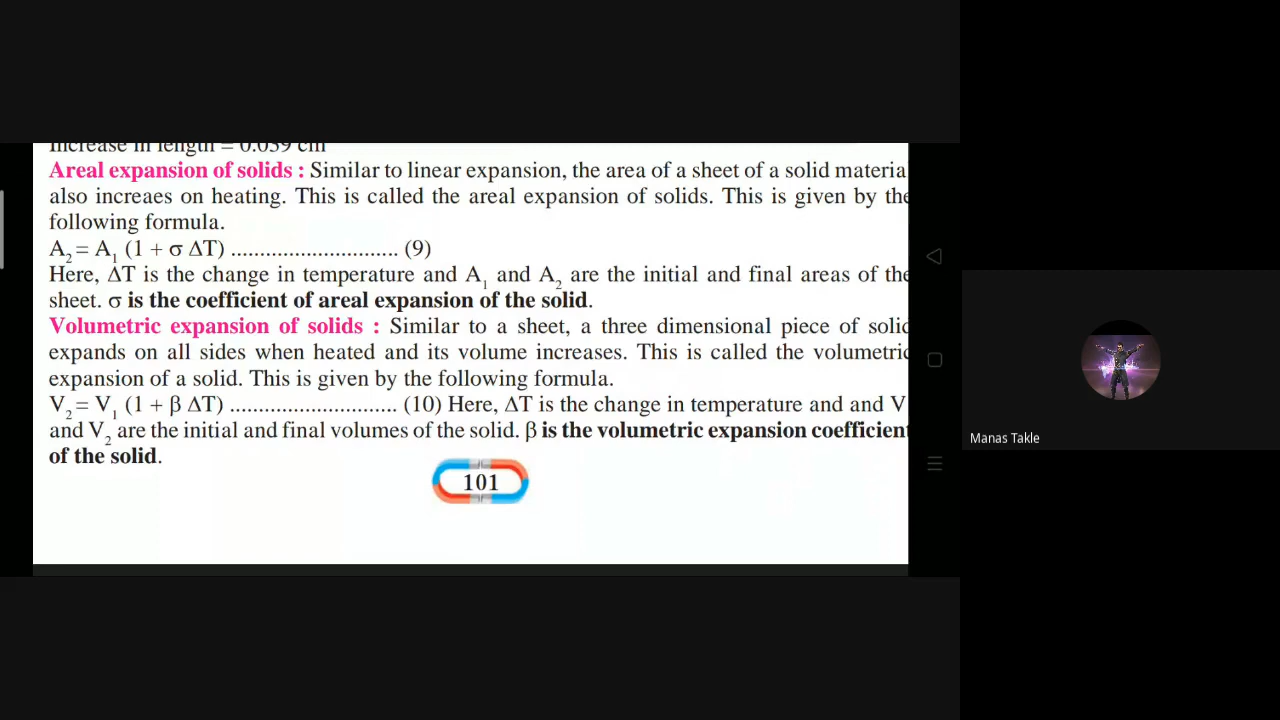 Increase in length = 0.039 cm
Areal expansion of solids : Similar to linear expansion, the area of a sheet of a solid materia
also increaes on heating. This is called the areal expansion of solids. This is given by the
following formula.
A₂ = A₁ (1 + σ ΔT) ............................. (9)
Here, ΔT is the change in temperature and A₁ and A₂ are the initial and final areas of the
sheet. σ is the coefficient of areal expansion of the solid.
Volumetric expansion of solids : Similar to a sheet, a three dimensional piece of solid
expands on all sides when heated and its volume increases. This is called the volumetric
expansion of a solid. This is given by the following formula.
V₂ = V₁ (1 + β ΔT) ............................. (10) Here, ΔT is the change in temperature and and V
and V₂ are the initial and final volumes of the solid. β is the volumetric expansion coefficient
of the solid.
101
Manas Takle